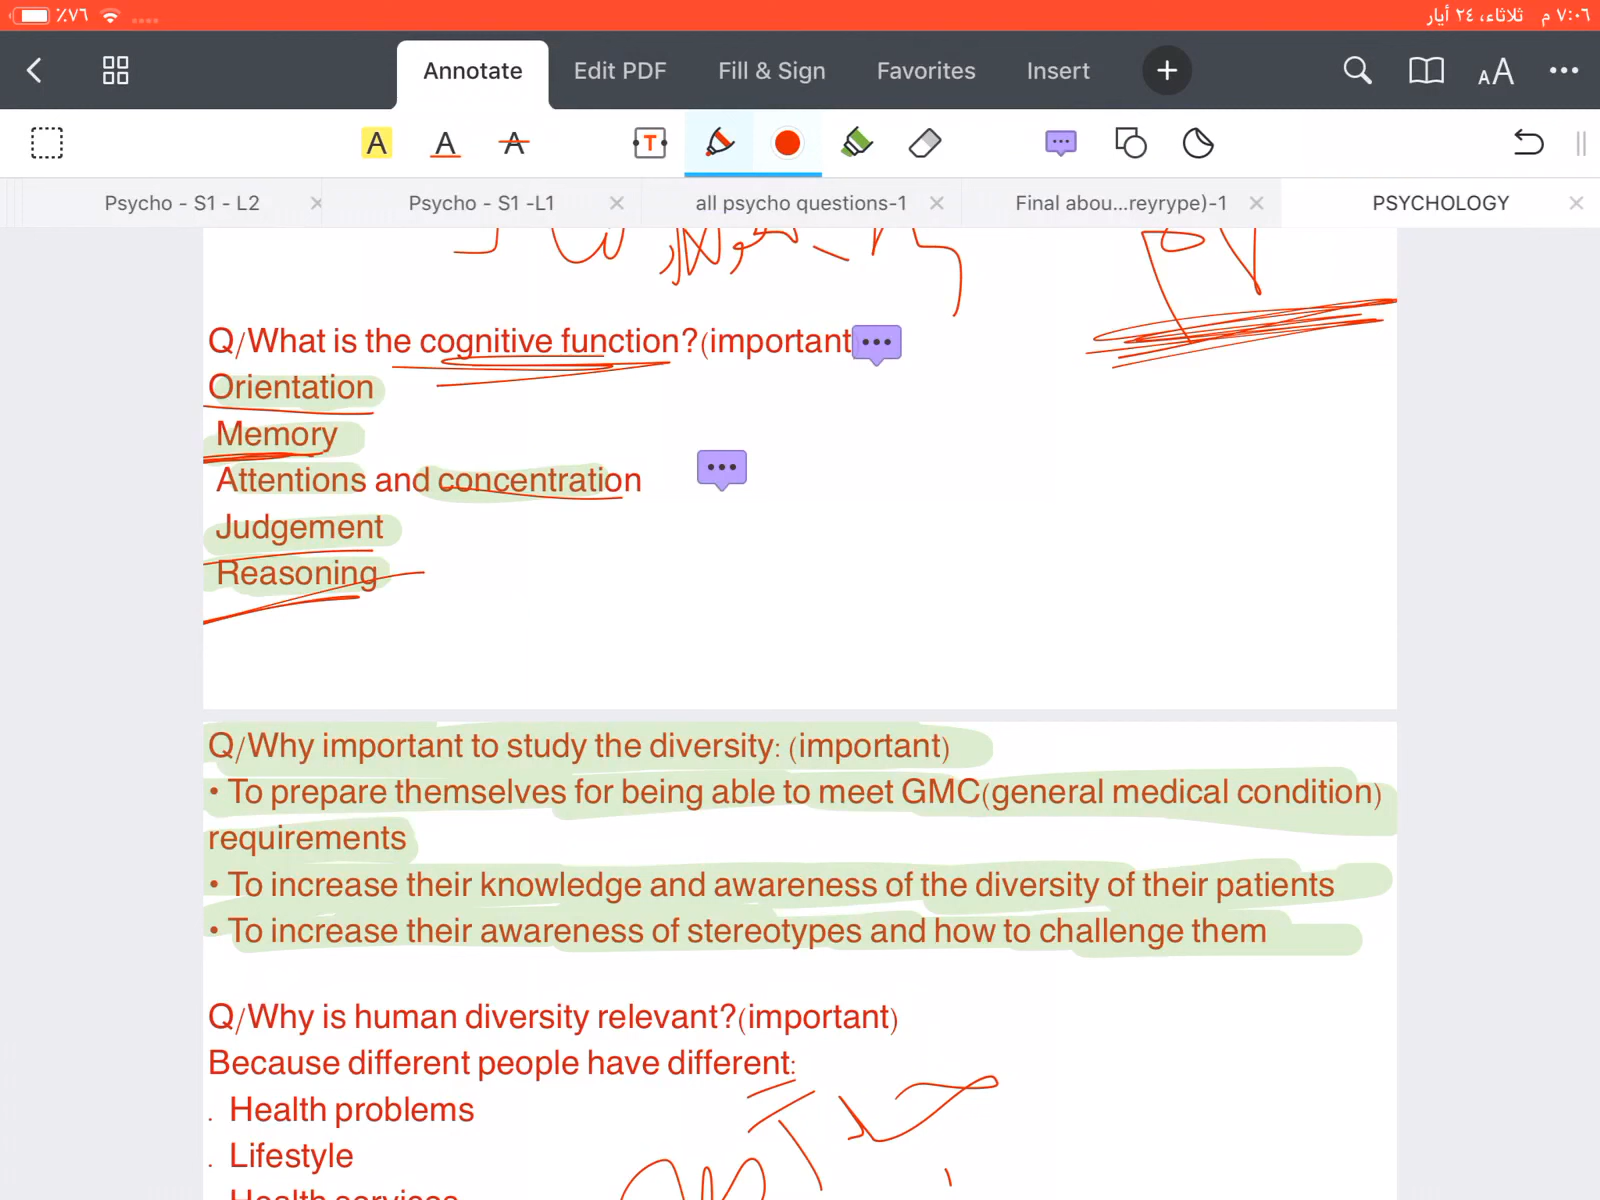 ٪٧٦
٧:٠٦ م ثلاثاء، ٢٤ أيار
Annotate Edit PDF Fill & Sign Favorites Insert
Psycho - S1 - L2 Psycho - S1 -L1 all psycho questions-1 Final abou...reyrype)-1 PSYCHOLOGY
Q/What is the cognitive function?(important
Orientation
Memory
Attentions and concentration
Judgement
Reasoning
Q/Why important to study the diversity: (important)
• To prepare themselves for being able to meet GMC(general medical condition)
requirements
• To increase their knowledge and awareness of the diversity of their patients
• To increase their awareness of stereotypes and how to challenge them
Q/Why is human diversity relevant?(important)
Because different people have different:
. Health problems
. Lifestyle
Health services